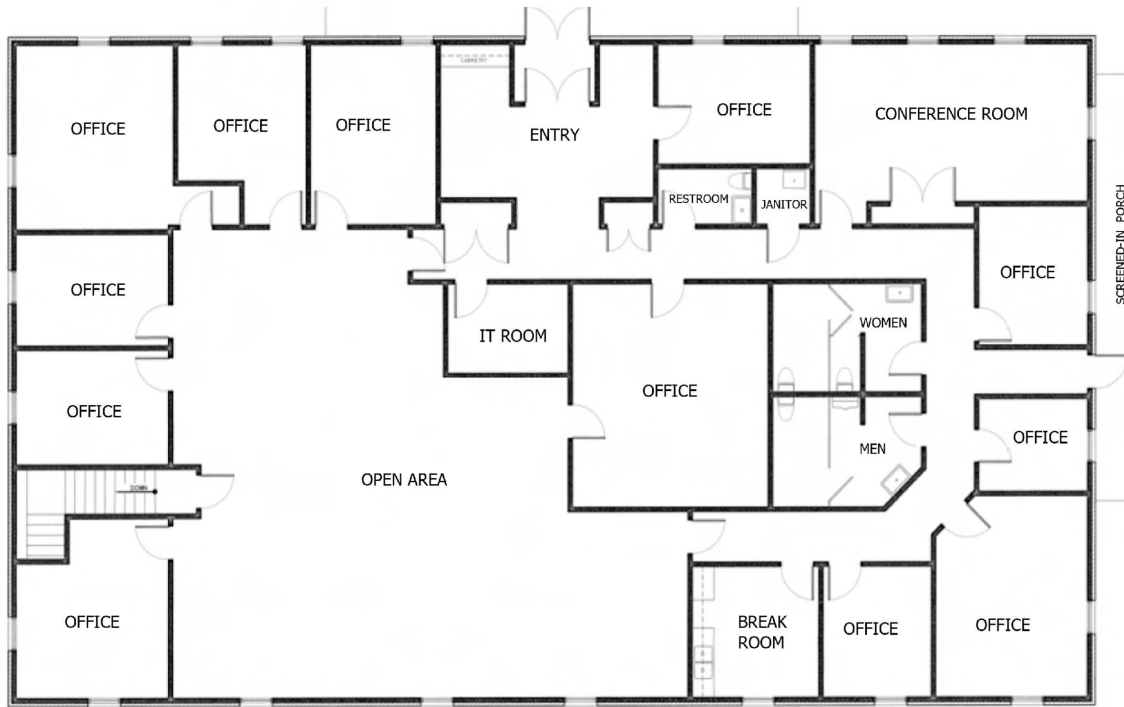 CABINETRY
OFFICE
OFFICE
OFFICE
ENTRY
OFFICE
CONFERENCE ROOM
RESTROOM
JANITOR
SCREENED-IN PORCH
OFFICE
OFFICE
IT ROOM
WOMEN
OFFICE
OFFICE
OFFICE
MEN
OPEN AREA
DOWN
OFFICE
OFFICE
BREAK
ROOM
OFFICE
OFFICE